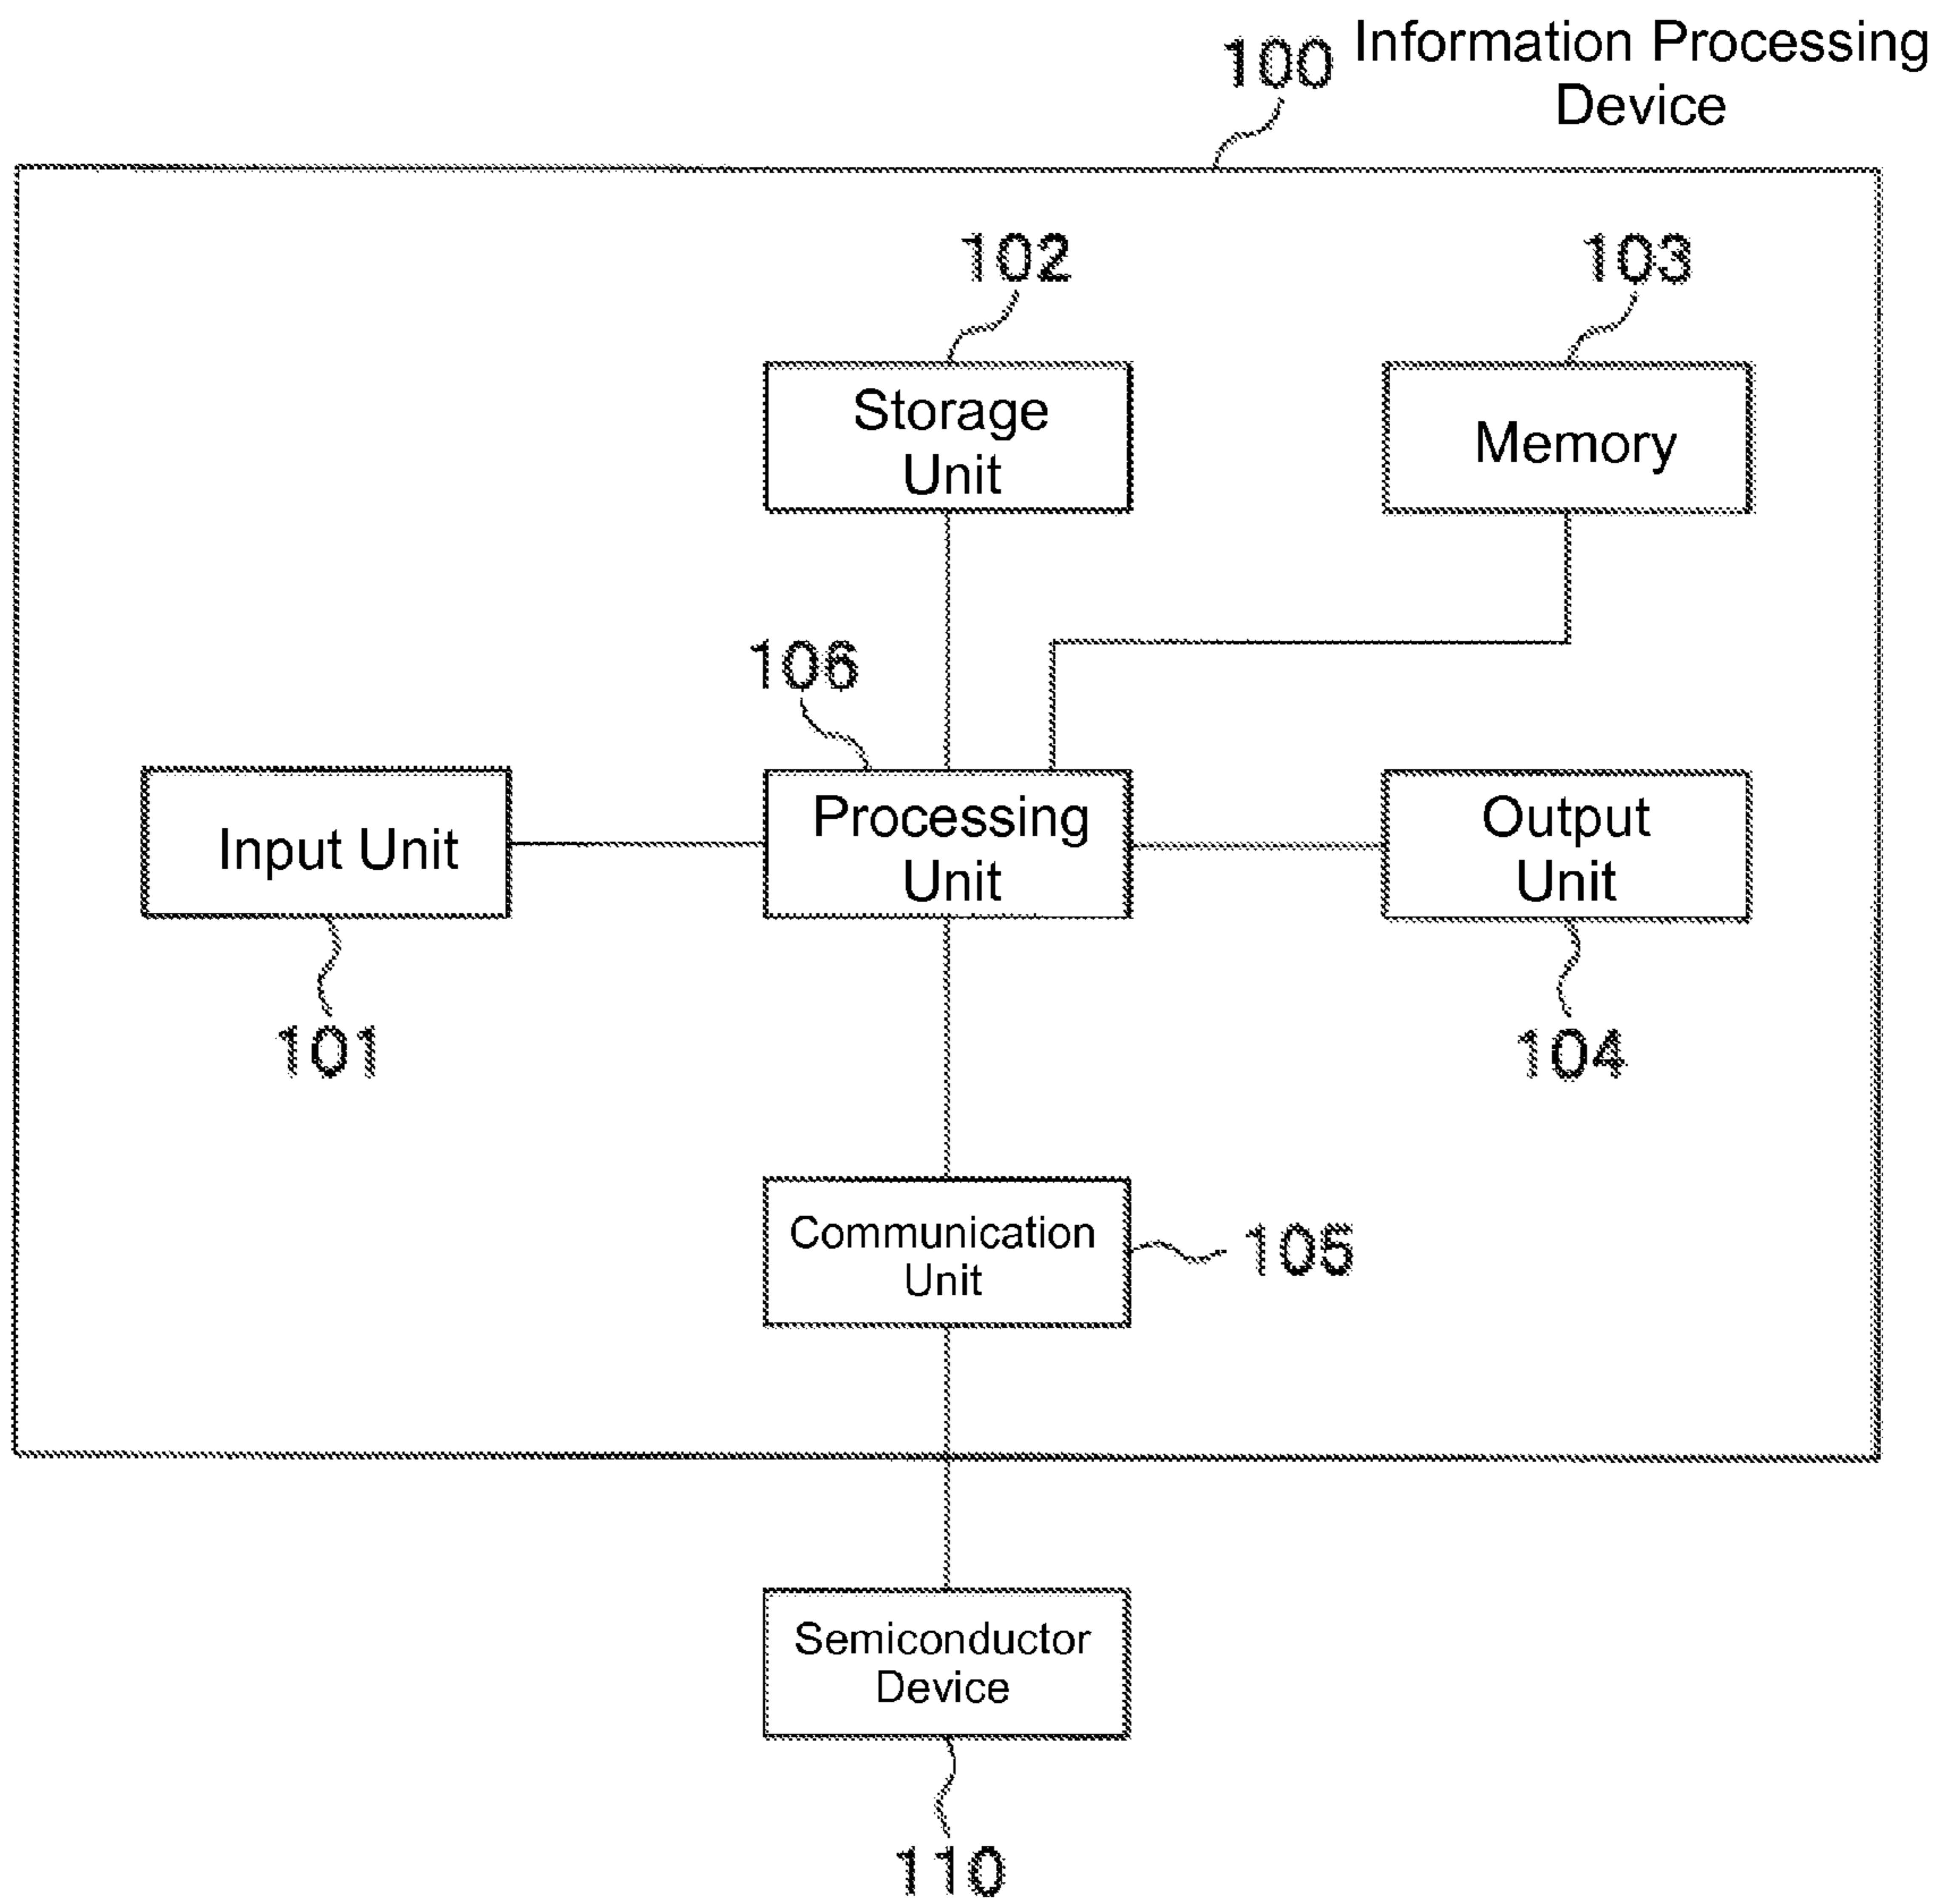 100 Information Processing
Device
102
103
Storage
Unit
Memory
106
Input Unit
Processing
Unit
Output
Unit
101
104
Communication
Unit
105
Semiconductor
Device
110